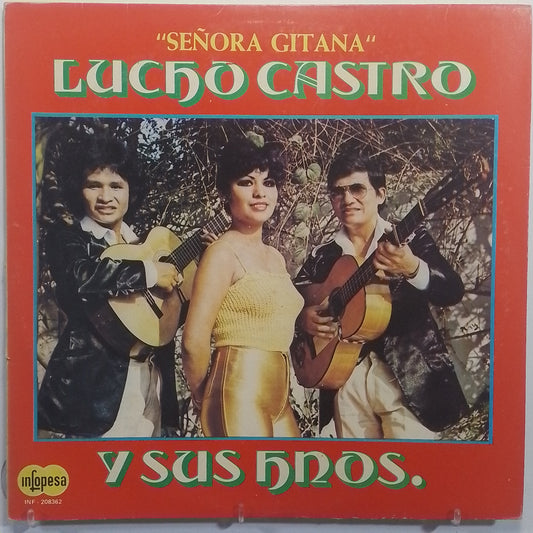 "SEÑORA GITANA"
LUCHO CASTRO
Y SUS HNOS.
infopesa
INF - 208362